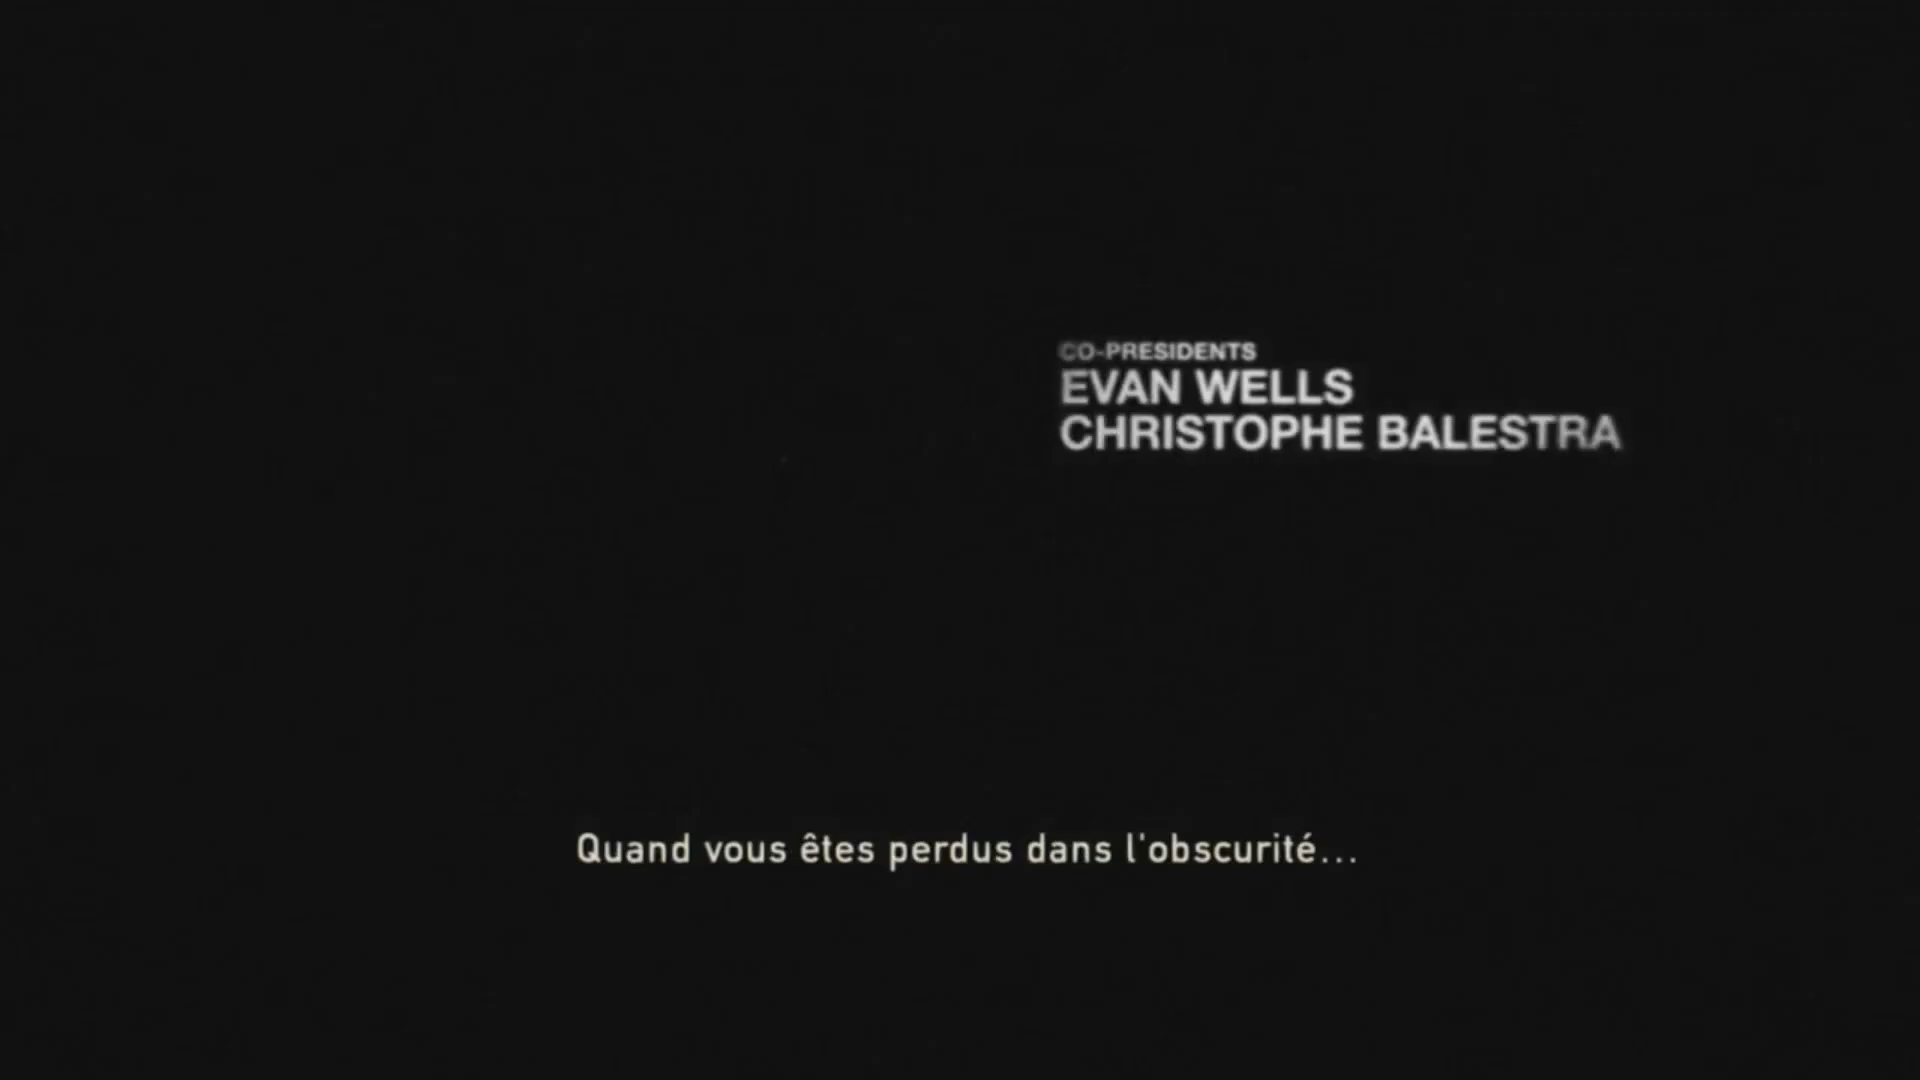 CO-PRESIDENTS
EVAN WELLS
CHRISTOPHE BALESTRA
Quand vous êtes perdus dans l'obscurité...